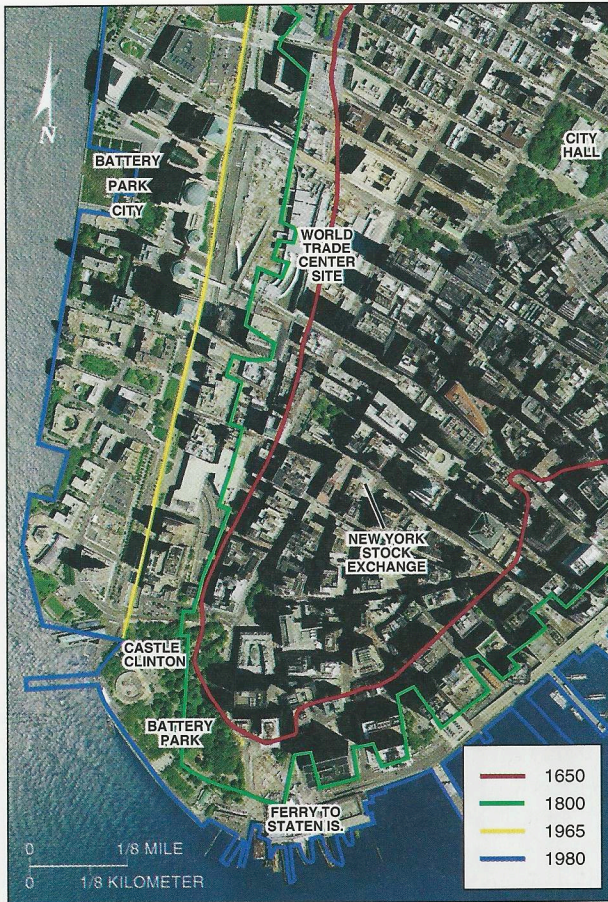 N
BATTERY
PARK
CITY
CITY
HALL
WORLD
TRADE
CENTER
SITE
NEW YORK
STOCK
EXCHANGE
CASTLE
CLINTON
BATTERY
PARK
FERRY TO
STATEN IS.
0 1/8 MILE
0 1/8 KILOMETER
1650
1800
1965
1980